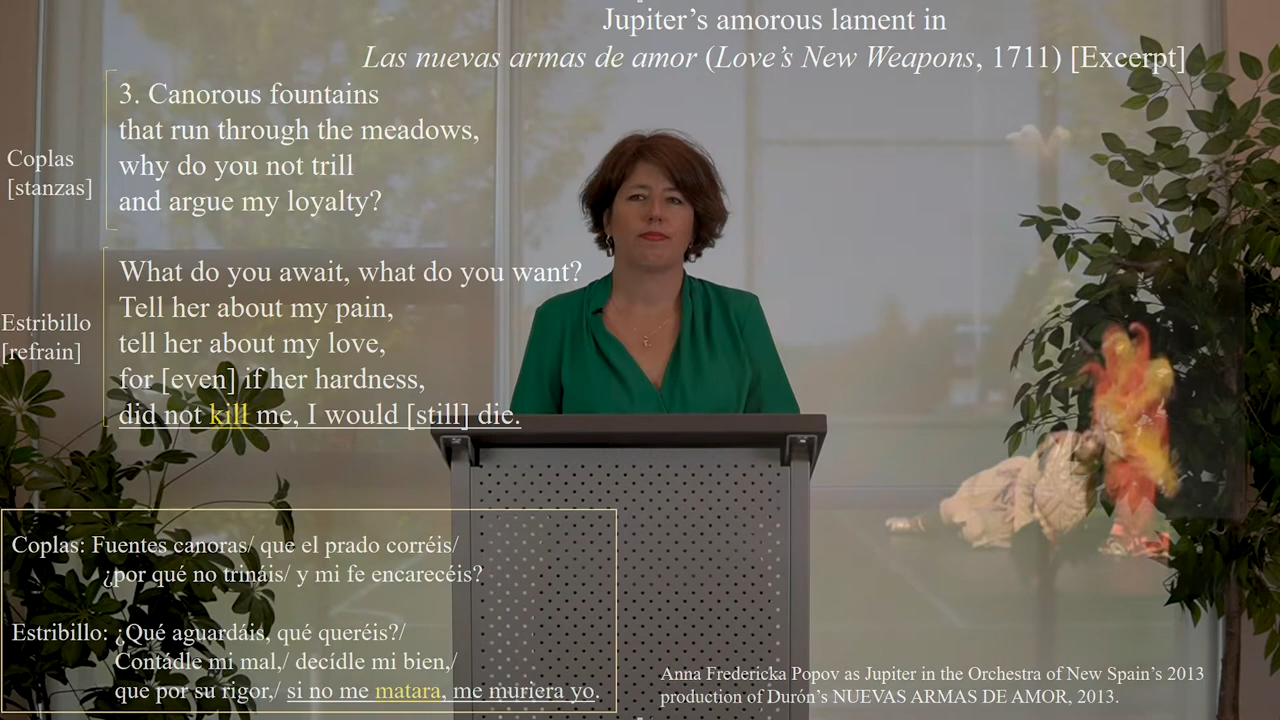 Jupiter’s amorous lament in
Las nuevas armas de amor (Love’s New Weapons, 1711) [Excerpt]
Coplas
[stanzas]
3. Canorous fountains
that run through the meadows,
why do you not trill
and argue my loyalty?
Estribillo
[refrain]
What do you await, what do you want?
Tell her about my pain,
tell her about my love,
for [even] if her hardness,
did not kill me, I would [still] die.
Coplas: Fuentes canoras/ que el prado corréis/
¿por qué no trináis/ y mi fe encarecéis?
Estribillo: ¿Qué aguardáis, qué queréis?/
Contádle mi mal,/ decídle mi bien,/
que por su rigor,/ si no me matara, me muriera yo.
Anna Fredericka Popov as Jupiter in the Orchestra of New Spain’s 2013
production of Durón’s NUEVAS ARMAS DE AMOR, 2013.